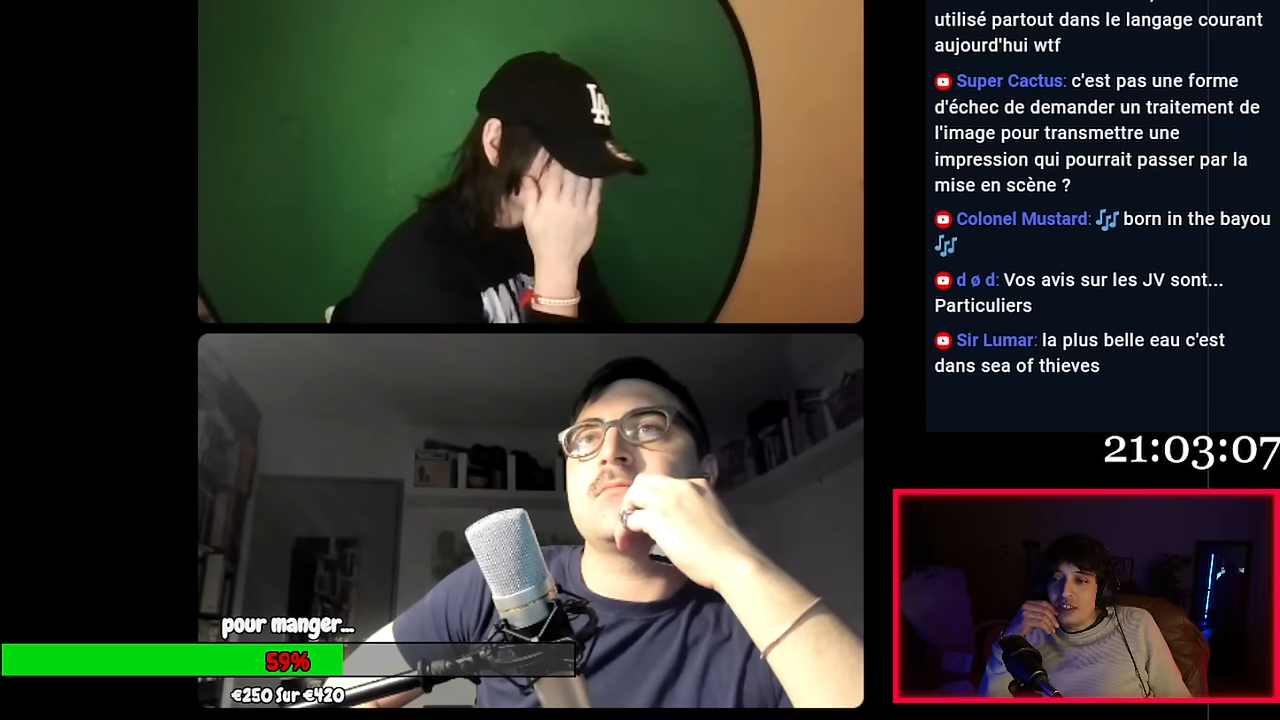 utilisé partout dans le langage courant
aujourd'hui wtf
Super Cactus: c'est pas une forme
d'échec de demander un traitement de
l'image pour transmettre une
impression qui pourrait passer par la
mise en scène ?
Colonel Mustard: 🎶 born in the bayou
🎶
d ø d: Vos avis sur les JV sont...
Particuliers
Sir Lumar: la plus belle eau c'est
dans sea of thieves
21:03:07
LA
pour manger...
59%
€250 Sur €420